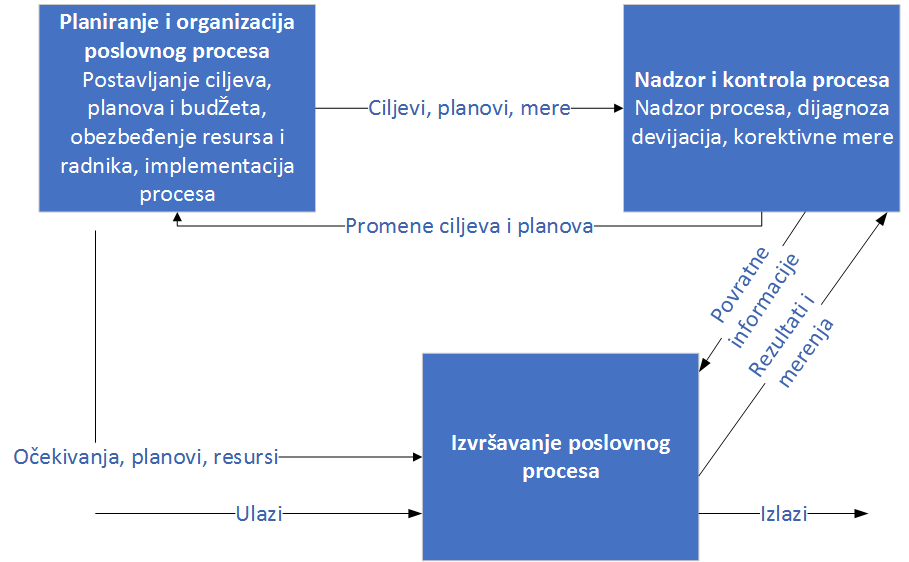 Planiranje i organizacija
poslovnog procesa
Postavljanje ciljeva,
planova i budŽeta,
obezbeđenje resursa i
radnika, implementacija
procesa
Ciljevi, planovi, mere
Nadzor i kontrola procesa
Nadzor procesa, dijagnoza
devijacija, korektivne mere
Promene ciljeva i planova
Povratne
informacije
Rezultati i
merenja
Očekivanja, planovi, resursi
Izvršavanje poslovnog
procesa
Ulazi
Izlazi